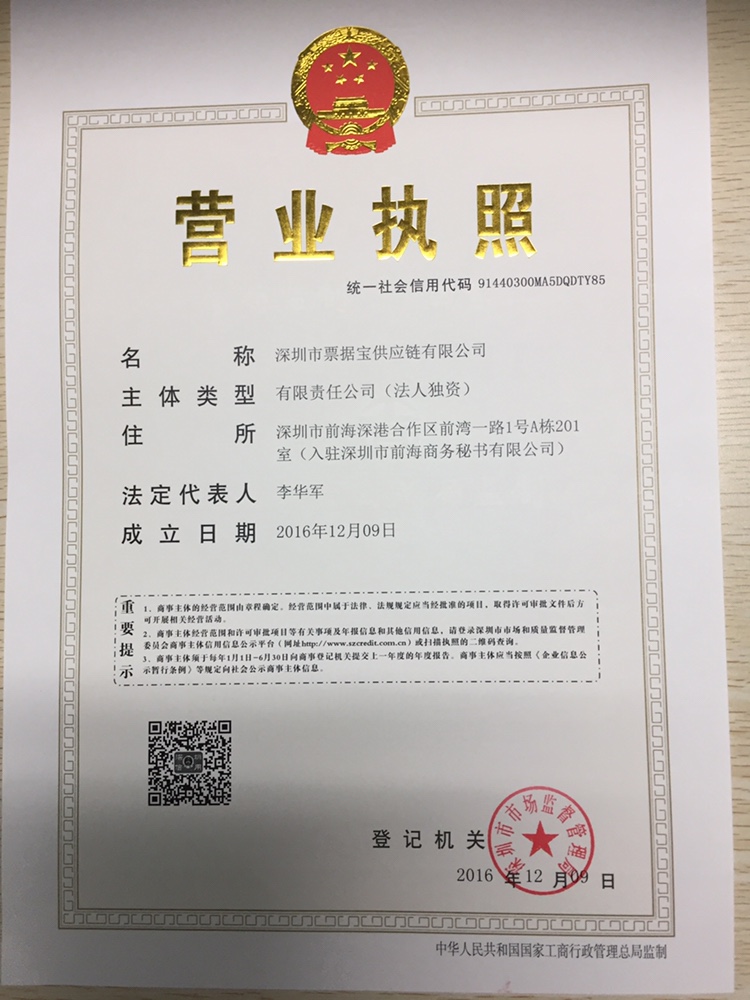 营业执照
统一社会信用代码 91440300MA5DQDTY85
名称 深圳市票据宝供应链有限公司
主体类型 有限责任公司（法人独资）
住所 深圳市前海深港合作区前湾一路1号A栋201
室（入驻深圳市前海商务秘书有限公司）
法定代表人 李华军
成立日期 2016年12月09日
重要提示
1、商事主体的经营范围由章程确定。经营范围中属于法律、法规规定应当经批准的项目，取得许可审批文件后方
可开展相关经营活动。
2、商事主体经营范围和许可审批项目等有关事项及年报信息和其他信用信息，请登录深圳市市场和质量监督管理
委员会商事主体信用信息公示平台（网址http://www.szcredit.com.cn）或扫描执照的二维码查询。
3、商事主体须于每年1月1日-6月30日向商事登记机关提交上一年度的年度报告。商事主体应当按照《企业信息公
示暂行条例》等规定向社会公示商事主体信息。
登记机关
深圳市市场监督管理局
2016 年 12 月 09 日
中华人民共和国国家工商行政管理总局监制